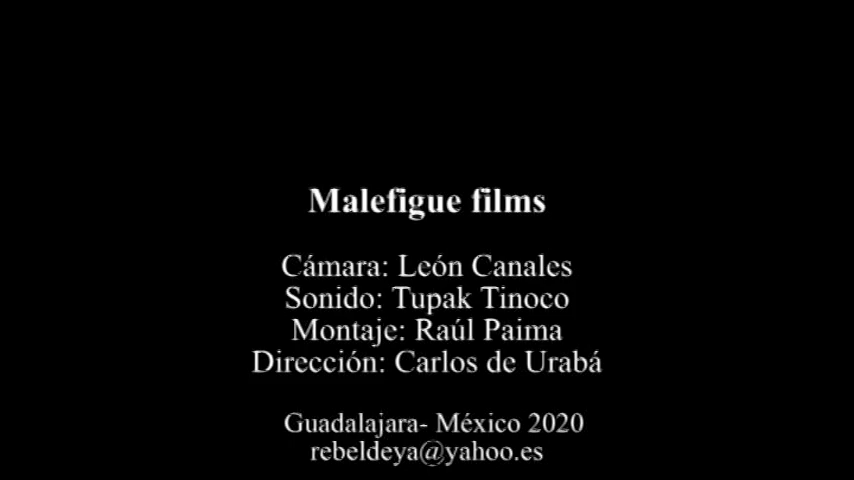 Malefigue films
Cámara: León Canales
Sonido: Tupak Tinoco
Montaje: Raúl Paima
Dirección: Carlos de Urabá
Guadalajara- México 2020
rebeldeya@yahoo.es